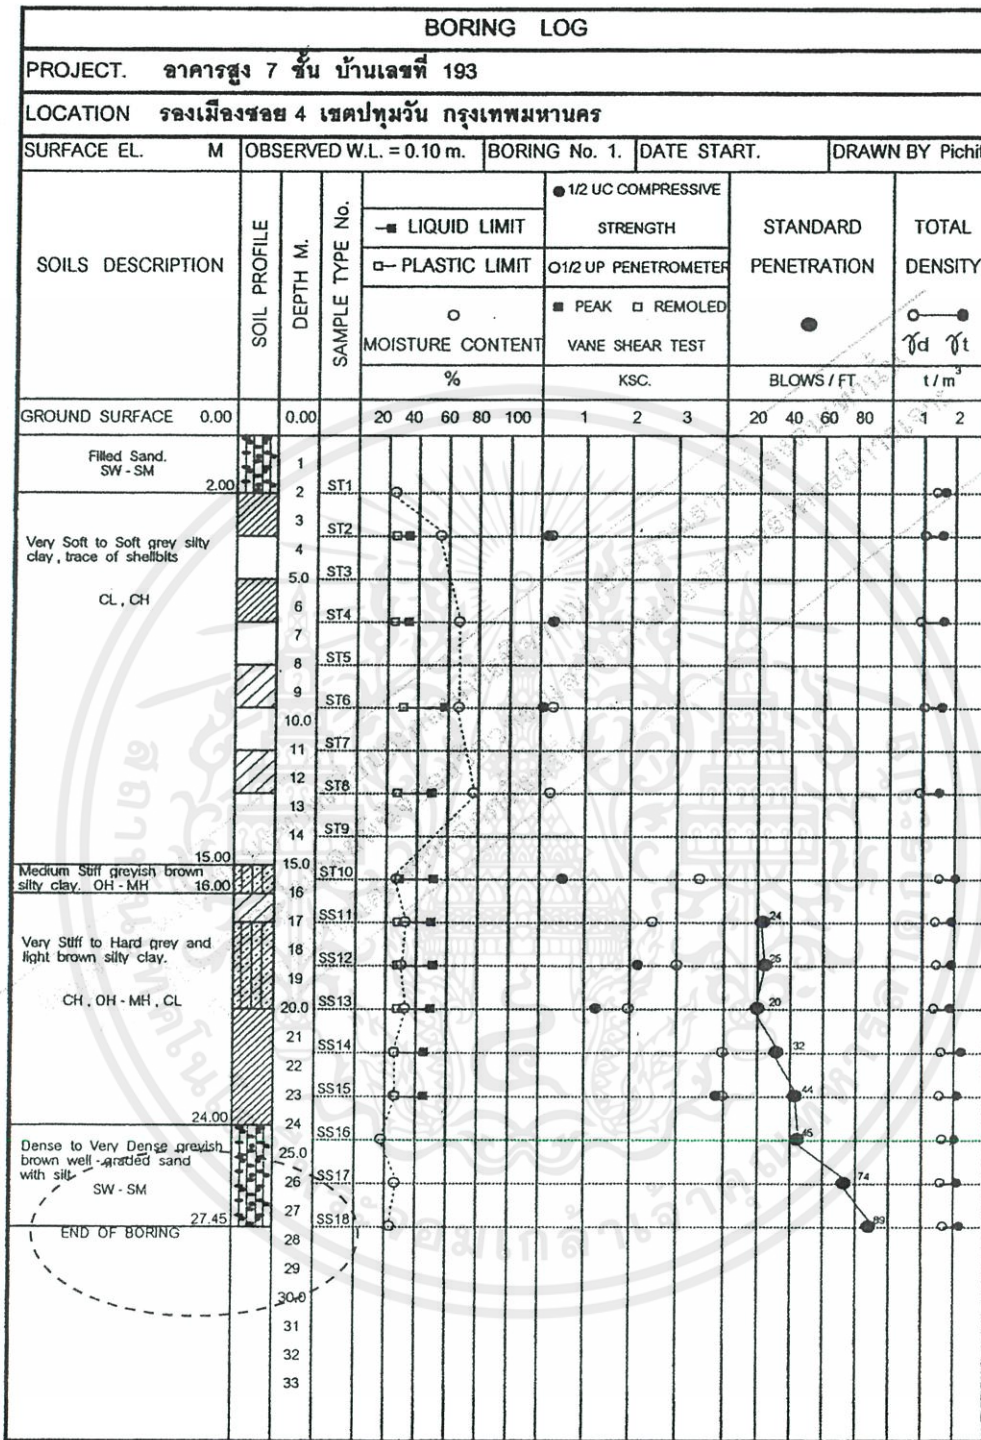 BORING LOG
PROJECT. อาคารสูง 7 ชั้น บ้านเลขที่ 193
LOCATION รองเมืองซอย 4 เขตปทุมวัน กรุงเทพมหานคร
SURFACE EL. M OBSERVED W.L. = 0.10 m. BORING No. 1. DATE START. DRAWN BY Pichit
SOILS DESCRIPTION
SOIL PROFILE
DEPTH M.
SAMPLE TYPE No.
LIQUID LIMIT
PLASTIC LIMIT
MOISTURE CONTENT
%
1/2 UC COMPRESSIVE
STRENGTH
1/2 UP PENETROMETER
PEAK REMOLED
VANE SHEAR TEST
KSC.
STANDARD
PENETRATION
BLOWS / FT.
TOTAL
DENSITY
γd γt
t / m³
GROUND SURFACE 0.00 0.00 20 40 60 80 100 1 2 3 20 40 60 80 1 2
Filled Sand.
SW - SM
2.00
Very Soft to Soft grey silty
clay , trace of shellbits
CL , CH
15.00
Medium Stiff greyish brown
silty clay. OH - MH 16.00
Very Stiff to Hard grey and
light brown silty clay.
CH , OH - MH , CL
24.00
Dense to Very Dense greyish
brown well - graded sand
with silt
SW - SM
27.45
END OF BORING
1
2
3
4
5.0
6
7
8
9
10.0
11
12
13
14
15.0
16
17
18
19
20.0
21
22
23
24
25.0
26
27
28
29
30.0
31
32
33
ST1
ST2
ST3
ST4
ST5
ST6
ST7
ST8
ST9
ST10
SS11
SS12
SS13
SS14
SS15
SS16
SS17
SS18
24
25
20
32
44
45
74
89